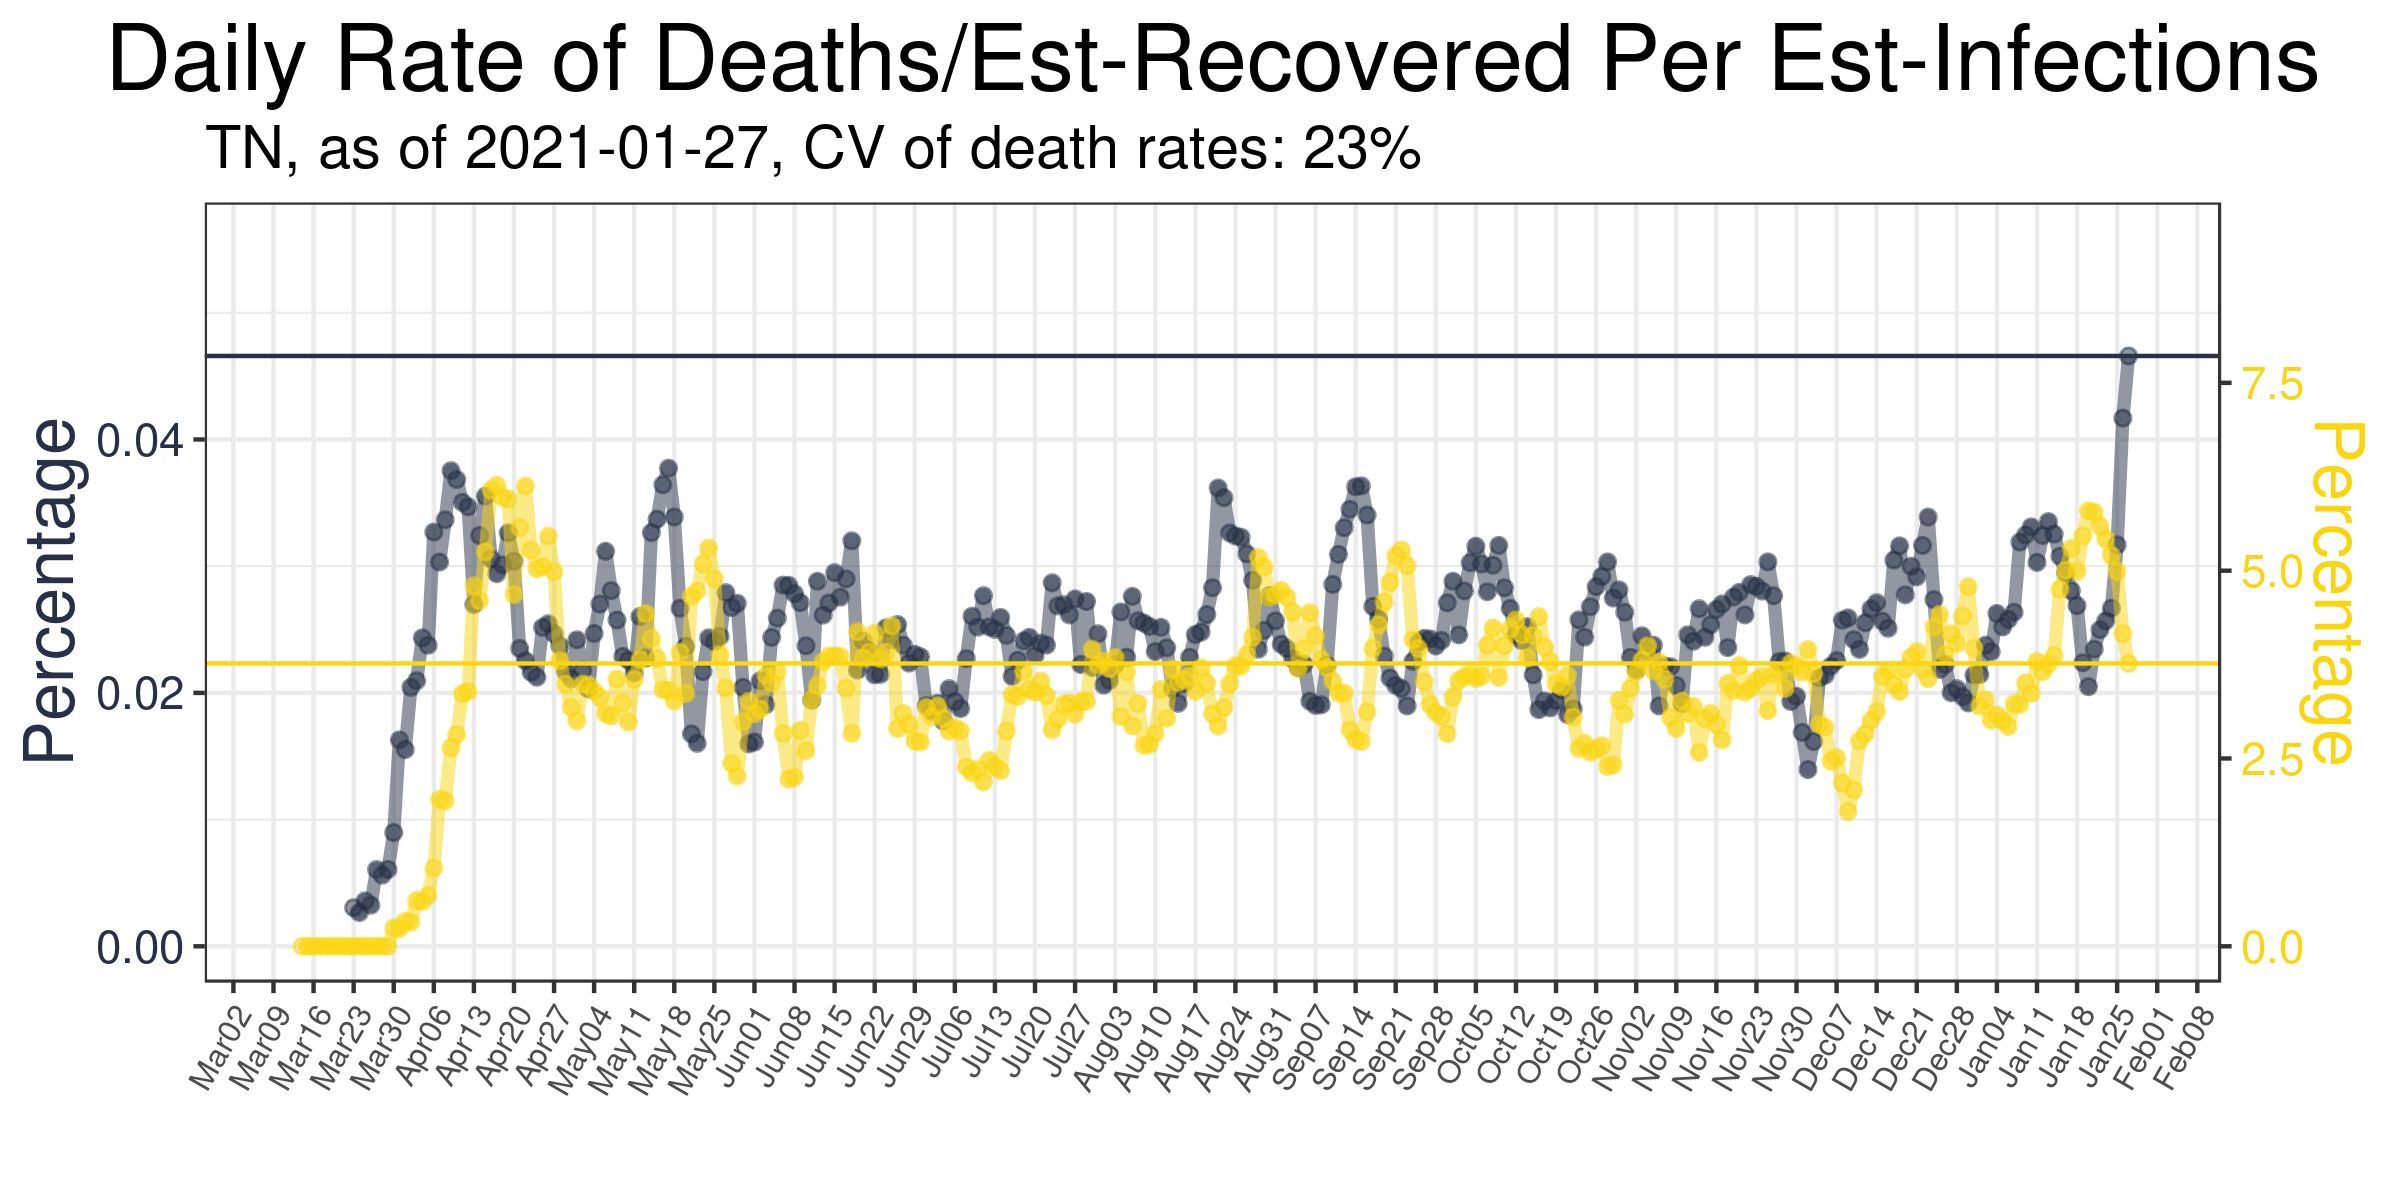 Daily Rate of Deaths/Est-Recovered Per Est-Infections
TN, as of 2021-01-27, CV of death rates: 23%
Percentage
0.04
0.02
0.00
7.5
5.0
2.5
0.0
Percentage
Mar02
Mar09
Mar16
Mar23
Mar30
Apr06
Apr13
Apr20
Apr27
May04
May11
May18
May25
Jun01
Jun08
Jun15
Jun22
Jun29
Jul06
Jul13
Jul20
Jul27
Aug03
Aug10
Aug17
Aug24
Aug31
Sep07
Sep14
Sep21
Sep28
Oct05
Oct12
Oct19
Oct26
Nov02
Nov09
Nov16
Nov23
Nov30
Dec07
Dec14
Dec21
Dec28
Jan04
Jan11
Jan18
Jan25
Feb01
Feb08